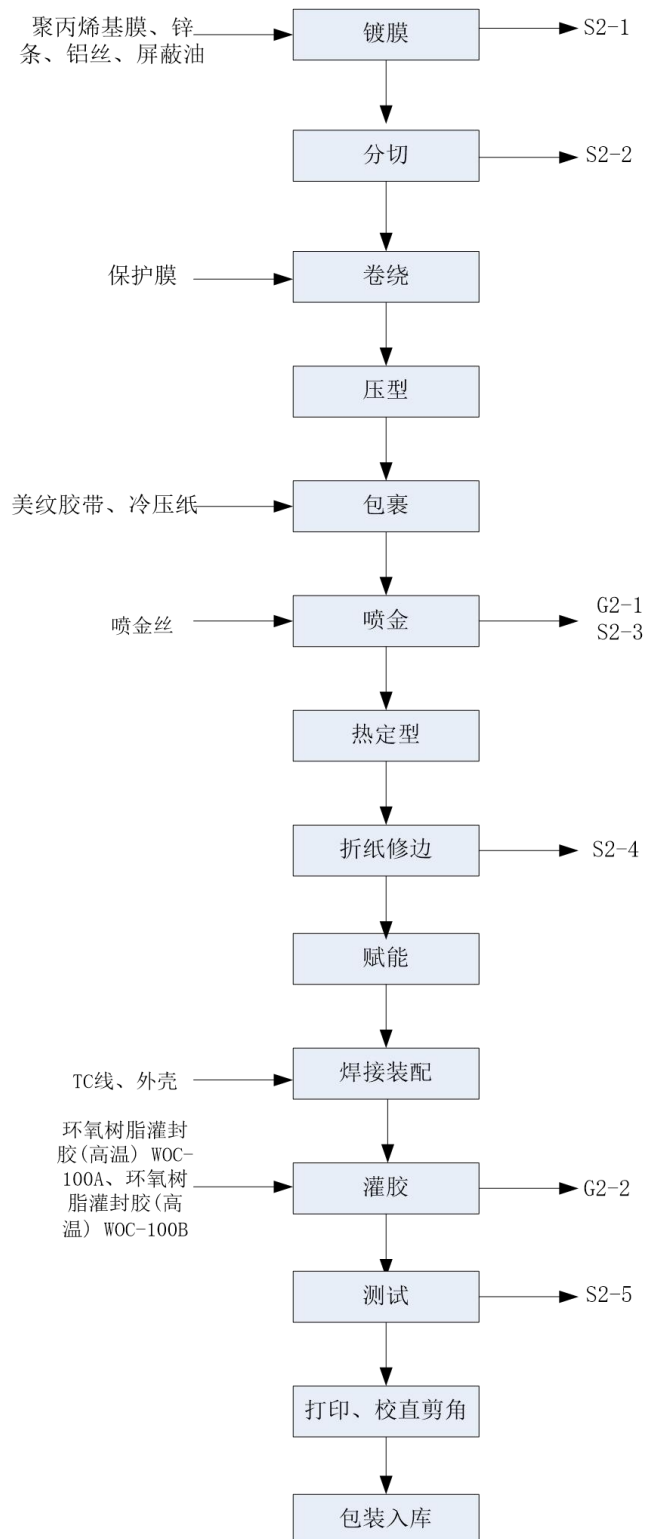 聚丙烯基膜、锌
条、铝丝、屏蔽油
镀膜
S2-1
分切
S2-2
保护膜
卷绕
压型
美纹胶带、冷压纸
包裹
喷金丝
喷金
G2-1
S2-3
热定型
折纸修边
S2-4
赋能
TC线、外壳
焊接装配
环氧树脂灌封
胶(高温) WOC-
100A、环氧树
脂灌封胶(高
温) WOC-100B
灌胶
G2-2
测试
S2-5
打印、校直剪角
包装入库